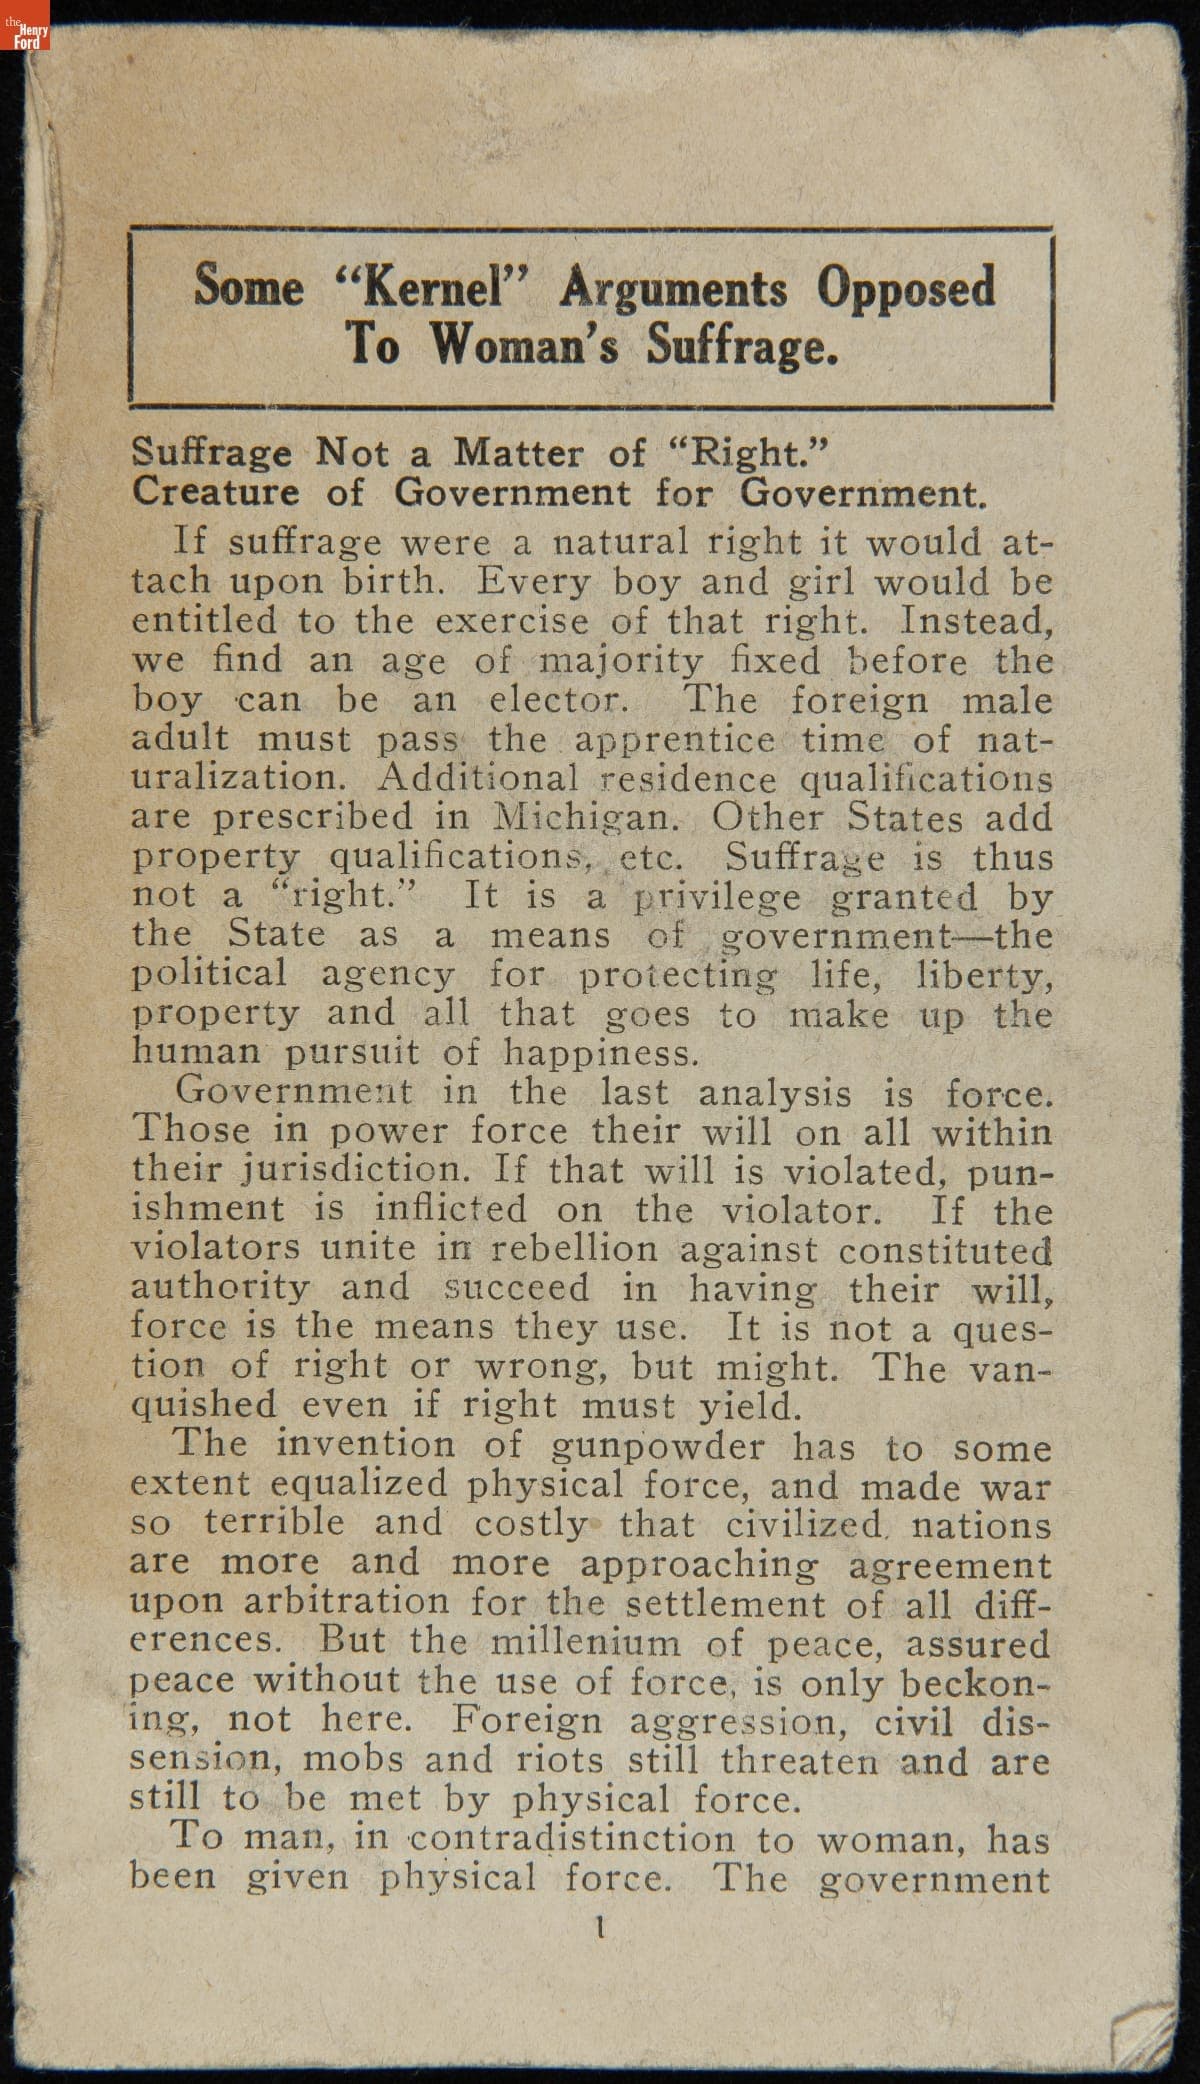 the
Henry
Ford
Some "Kernel" Arguments Opposed
To Woman's Suffrage.
Suffrage Not a Matter of "Right."
Creature of Government for Government.
If suffrage were a natural right it would at-
tach upon birth. Every boy and girl would be
entitled to the exercise of that right. Instead,
we find an age of majority fixed before the
boy can be an elector. The foreign male
adult must pass the apprentice time of nat-
uralization. Additional residence qualifications
are prescribed in Michigan. Other States add
property qualifications, etc. Suffrage is thus
not a "right." It is a privilege granted by
the State as a means of government—the
political agency for protecting life, liberty,
property and all that goes to make up the
human pursuit of happiness.
Government in the last analysis is force.
Those in power force their will on all within
their jurisdiction. If that will is violated, pun-
ishment is inflicted on the violator. If the
violators unite in rebellion against constituted
authority and succeed in having their will,
force is the means they use. It is not a ques-
tion of right or wrong, but might. The van-
quished even if right must yield.
The invention of gunpowder has to some
extent equalized physical force, and made war
so terrible and costly that civilized nations
are more and more approaching agreement
upon arbitration for the settlement of all diff-
erences. But the millenium of peace, assured
peace without the use of force, is only beckon-
ing, not here. Foreign aggression, civil dis-
sension, mobs and riots still threaten and are
still to be met by physical force.
To man, in contradistinction to woman, has
been given physical force. The government
1